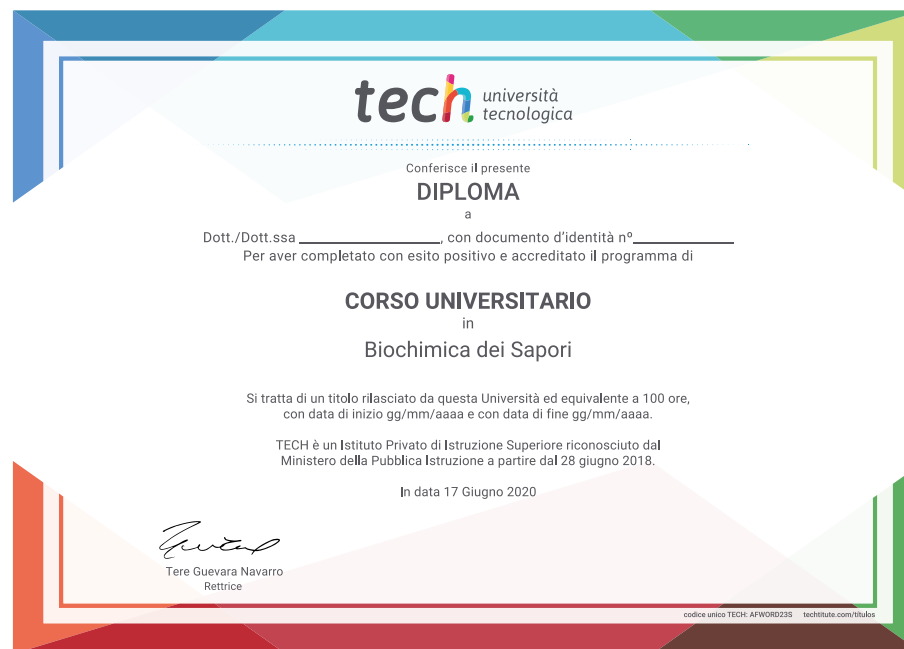 tech università
tecnologica
Conferisce il presente
DIPLOMA
a
Dott./Dott.ssa ____________________, con documento d'identità nº______________
Per aver completato con esito positivo e accreditato il programma di
CORSO UNIVERSITARIO
in
Biochimica dei Sapori
Si tratta di un titolo rilasciato da questa Università ed equivalente a 100 ore,
con data di inizio gg/mm/aaaa e con data di fine gg/mm/aaaa.
TECH è un Istituto Privato di Istruzione Superiore riconosciuto dal
Ministero della Pubblica Istruzione a partire dal 28 giugno 2018.
In data 17 Giugno 2020
Tere Guevara Navarro
Rettrice
codice unico TECH: AFWORD23S techtitute.com/titulos